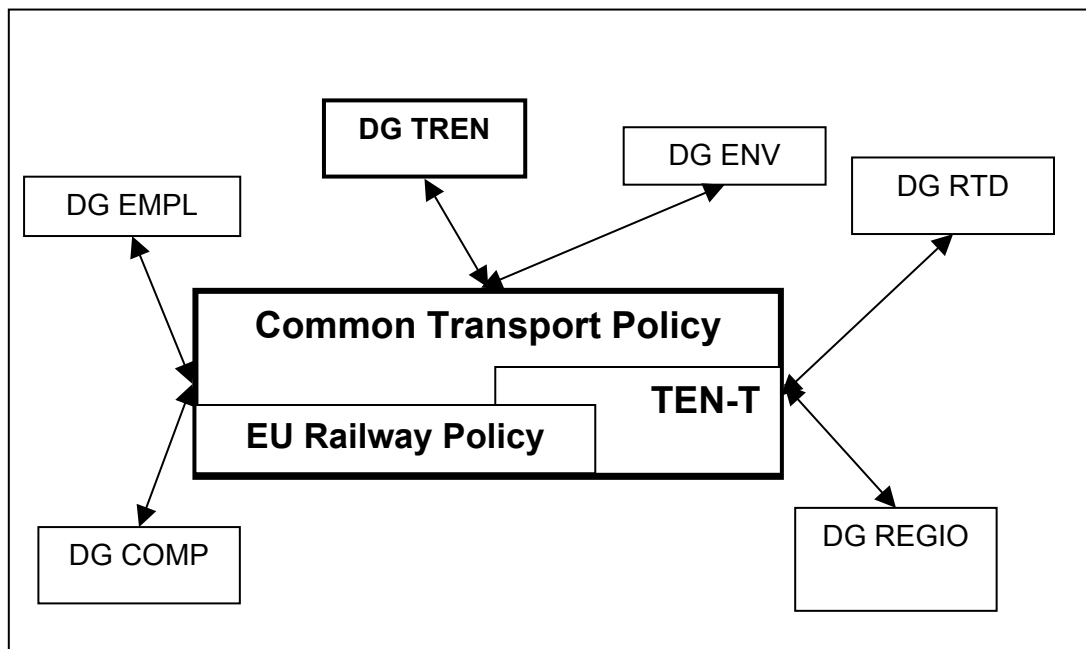 DG TREN
DG ENV
DG RTD
DG EMPL
Common Transport Policy
TEN-T
EU Railway Policy
DG COMP
DG REGIO